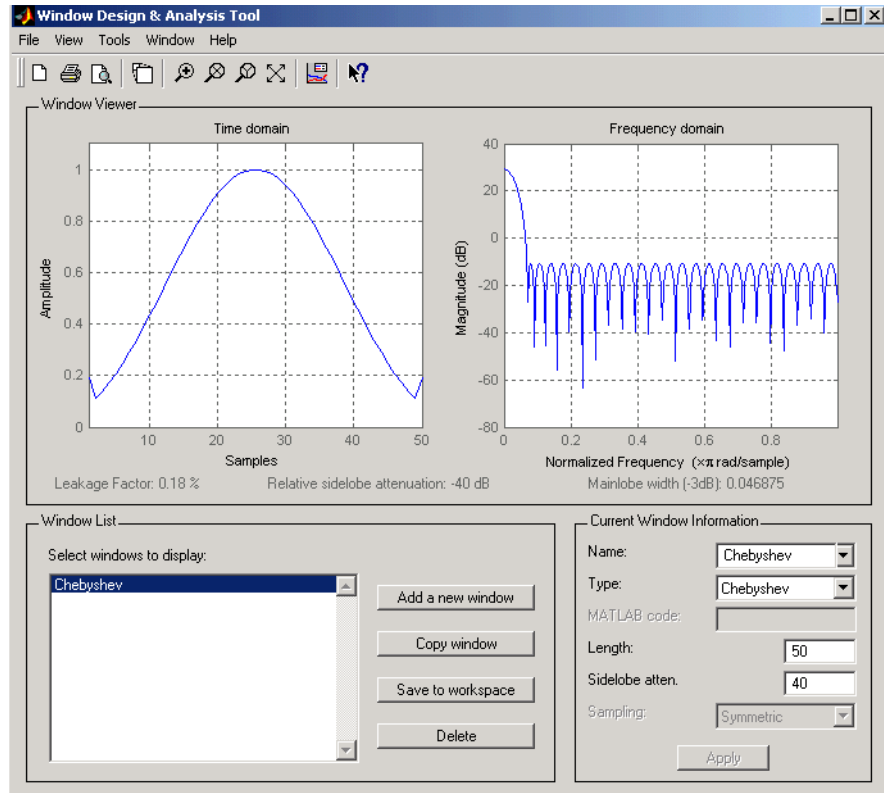 Window Design & Analysis Tool
File View Tools Window Help
Window Viewer
Time domain
Amplitude
1
0.8
0.6
0.4
0.2
0
10 20 30 40 50
Samples
Frequency domain
Magnitude (dB)
40
20
0
-20
-40
-60
-80
0 0.2 0.4 0.6 0.8
Normalized Frequency (×π rad/sample)
Leakage Factor: 0.18 %
Relative sidelobe attenuation: -40 dB
Mainlobe width (-3dB): 0.046875
Window List
Select windows to display:
Chebyshev
Add a new window
Copy window
Save to workspace
Delete
Current Window Information
Name: Chebyshev
Type: Chebyshev
MATLAB code:
Length: 50
Sidelobe atten. 40
Sampling: Symmetric
Apply